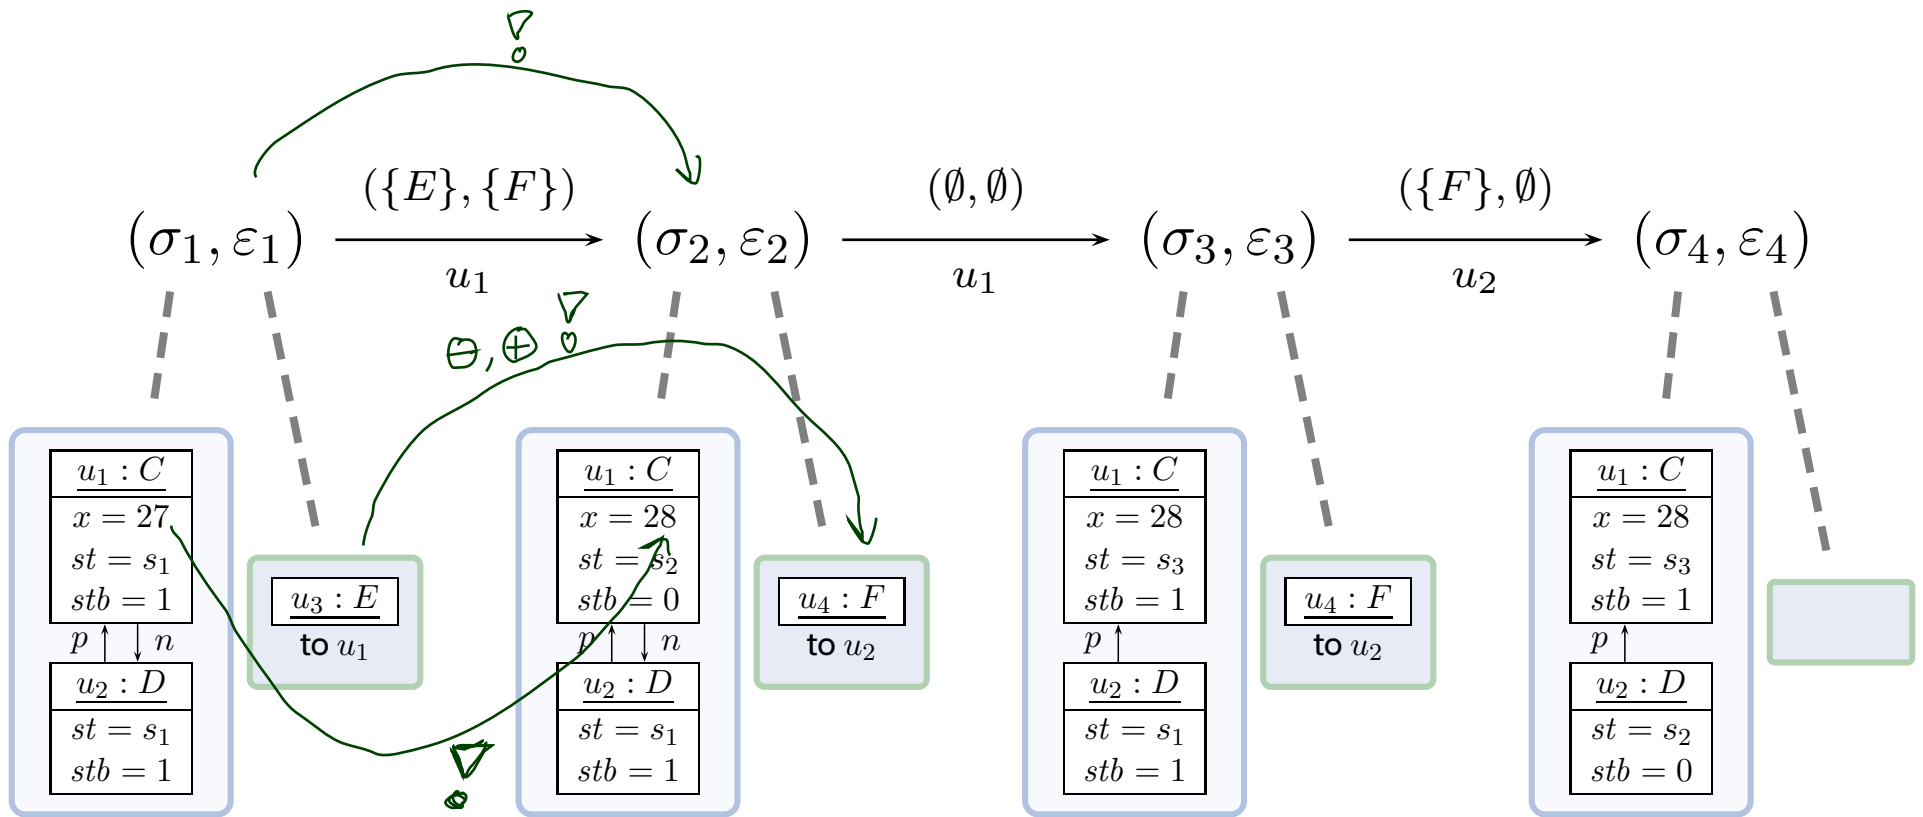 ({E}, {F})
(∅, ∅)
({F}, ∅)
(σ₁, ε₁)
(σ₂, ε₂)
(σ₃, ε₃)
(σ₄, ε₄)
u₁
u₁
u₂
⊖, ⊕ !
u₁ : C
x = 27
st = s₁
stb = 1
p
n
u₂ : D
st = s₁
stb = 1
u₃ : E
to u₁
u₁ : C
x = 28
st = s₂
stb = 0
p
n
u₂ : D
st = s₁
stb = 1
u₄ : F
to u₂
u₁ : C
x = 28
st = s₃
stb = 1
p
u₂ : D
st = s₁
stb = 1
u₄ : F
to u₂
u₁ : C
x = 28
st = s₃
stb = 1
p
u₂ : D
st = s₂
stb = 0
!
!